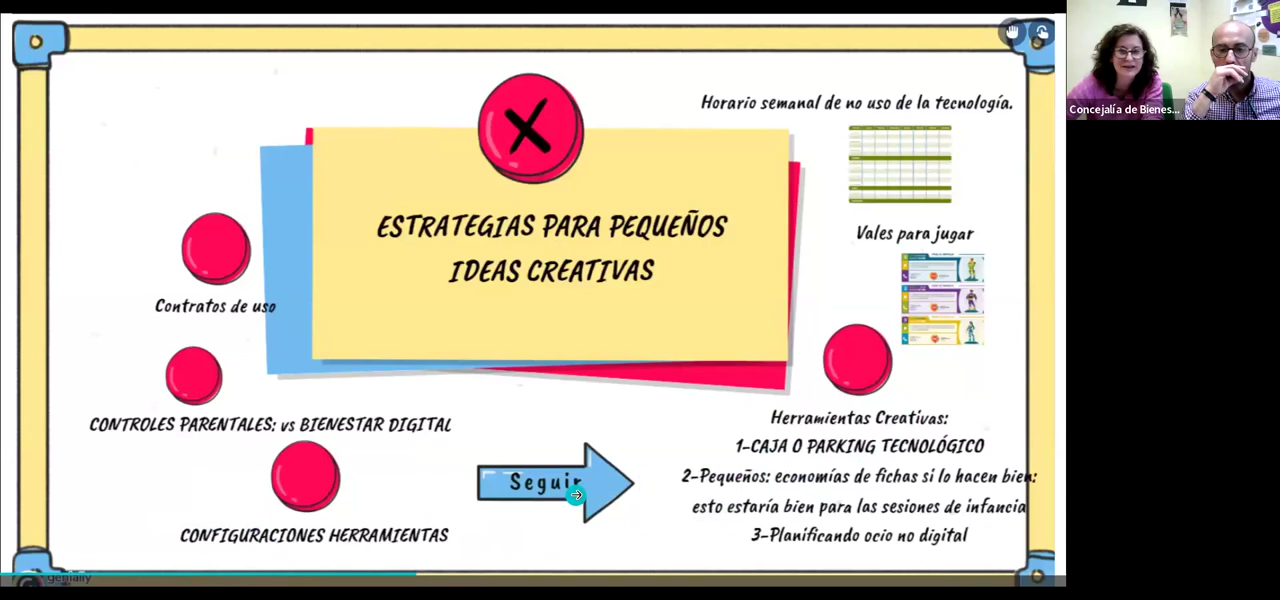 Horario semanal de no uso de la tecnología.
Concejalía de Bienes...
ESTRATEGIAS PARA PEQUEÑOS
IDEAS CREATIVAS
Vales para jugar
Contratos de uso
CONTROLES PARENTALES: vs BIENESTAR DIGITAL
Herramientas Creativas:
1-CAJA O PARKING TECNOLÓGICO
2-Pequeños: economías de fichas si lo hacen bien:
esto estaría bien para las sesiones de infancia
3-Planificando ocio no digital
Seguir
CONFIGURACIONES HERRAMIENTAS
genially